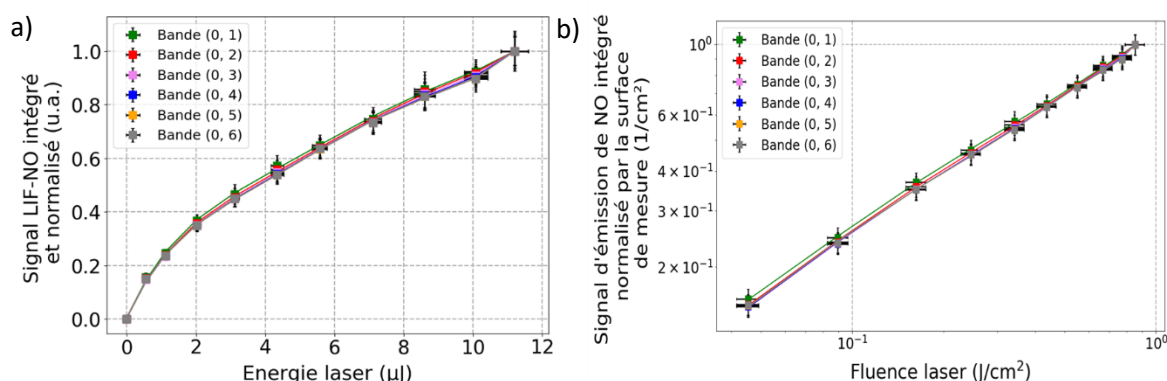 a)
Signal LIF-NO intégré
et normalisé (u.a.)
1.0
0.8
0.6
0.4
0.2
0.0
Bande (0, 1)
Bande (0, 2)
Bande (0, 3)
Bande (0, 4)
Bande (0, 5)
Bande (0, 6)
0 2 4 6 8 10 12
Energie laser (µJ)
b)
Signal d'émission de NO intégré
normalisé par la surface
de mesure (1/cm²)
10⁰
6 × 10⁻¹
4 × 10⁻¹
3 × 10⁻¹
2 × 10⁻¹
Bande (0, 1)
Bande (0, 2)
Bande (0, 3)
Bande (0, 4)
Bande (0, 5)
Bande (0, 6)
10⁻¹ 10⁰
Fluence laser (J/cm²)